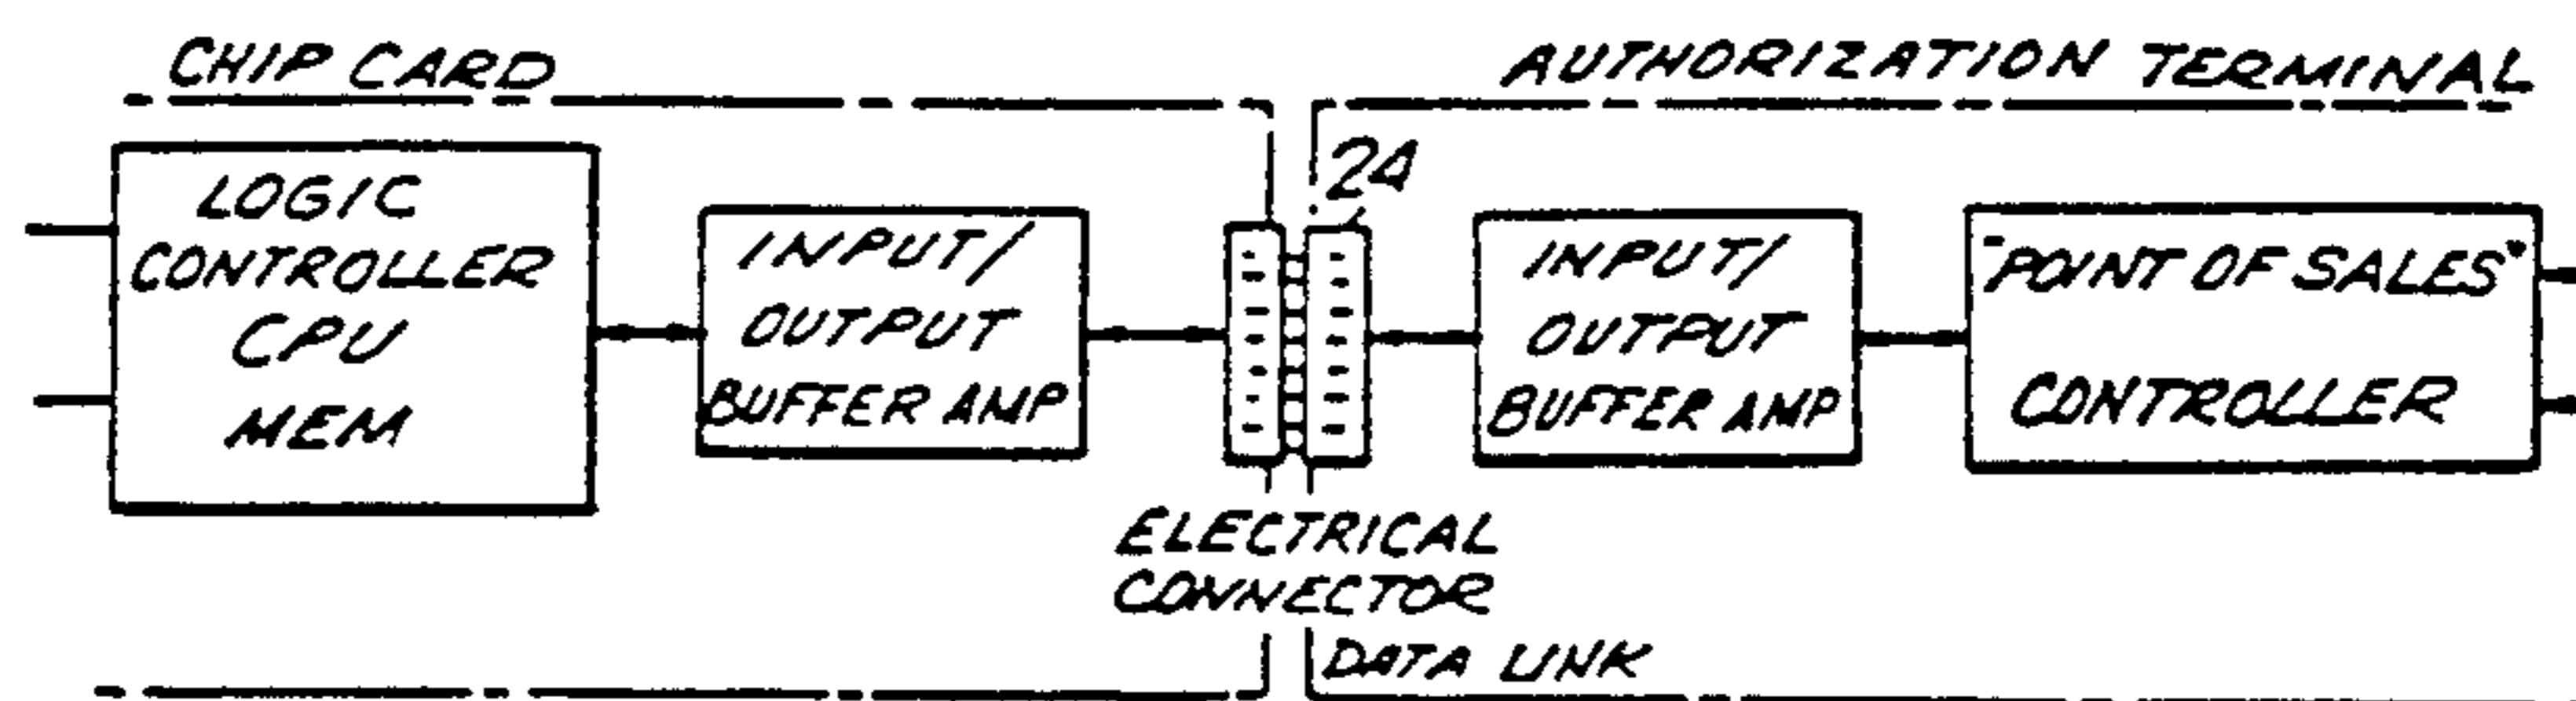 CHIP CARD
AUTHORIZATION TERMINAL
24
LOGIC
CONTROLLER
CPU
MEM
INPUT/
OUTPUT
BUFFER AMP
INPUT/
OUTPUT
BUFFER AMP
"POINT OF SALES"
CONTROLLER
ELECTRICAL
CONNECTOR
DATA LINK